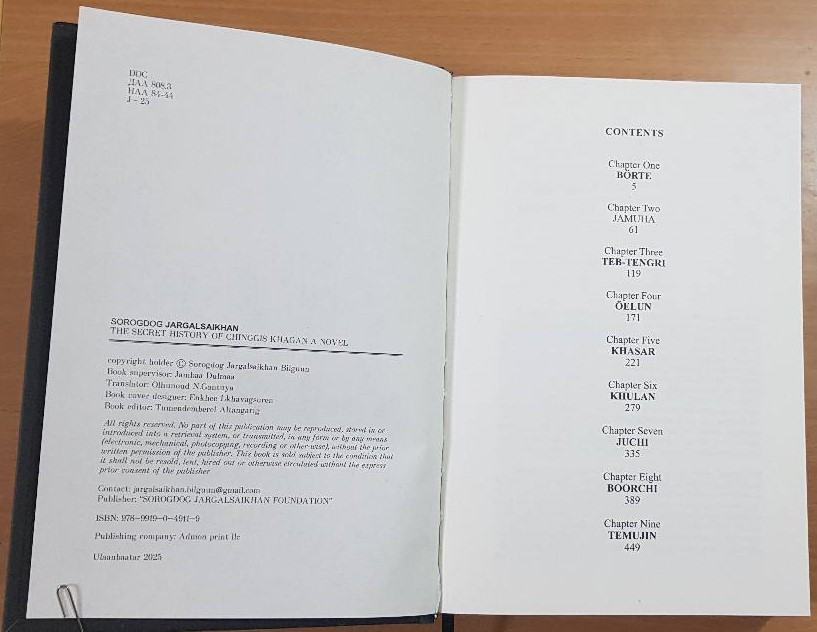 DDC
ДАА 808.3
НАА 84-44
J - 25
SOROGDOG JARGALSAIKHAN
THE SECRET HISTORY OF CHINGGIS KHAGAN A NOVEL
copyright holder © Sorogdog Jargalsaikhan Bilguun
Book supervisor: Jambaa Dulmaa
Translator: Olhunuud N.Gantuya
Book cover designer: Enkhee Lkhavagsuren
Book editor: Tumendemberel Altangarig
All rights reserved. No part of this publication may be reproduced, stored in or
introduced into a retrieval system, or transmitted, in any form or by any means
(electronic, mechanical, photocopying, recording or other-wise), without the prior
written permission of the publisher. This book is sold subject to the condition that
it shall not be resold, lent, hired out or otherwise circulated without the express
prior consent of the publisher
Contact: jargalsaikhan.bilguun@gmail.com
Publisher: "SOROGDOG JARGALSAIKHAN FOUNDATION"
ISBN: 978-9919-0-4911-9
Publishing company: Admon print llc
Ulaanbaatar 2025
CONTENTS
Chapter One
BÖRTE
5
Chapter Two
JAMUHA
61
Chapter Three
TEB-TENGRI
119
Chapter Four
ÖELUN
171
Chapter Five
KHASAR
221
Chapter Six
KHULAN
279
Chapter Seven
JUCHI
335
Chapter Eight
BOORCHI
389
Chapter Nine
TEMUJIN
449